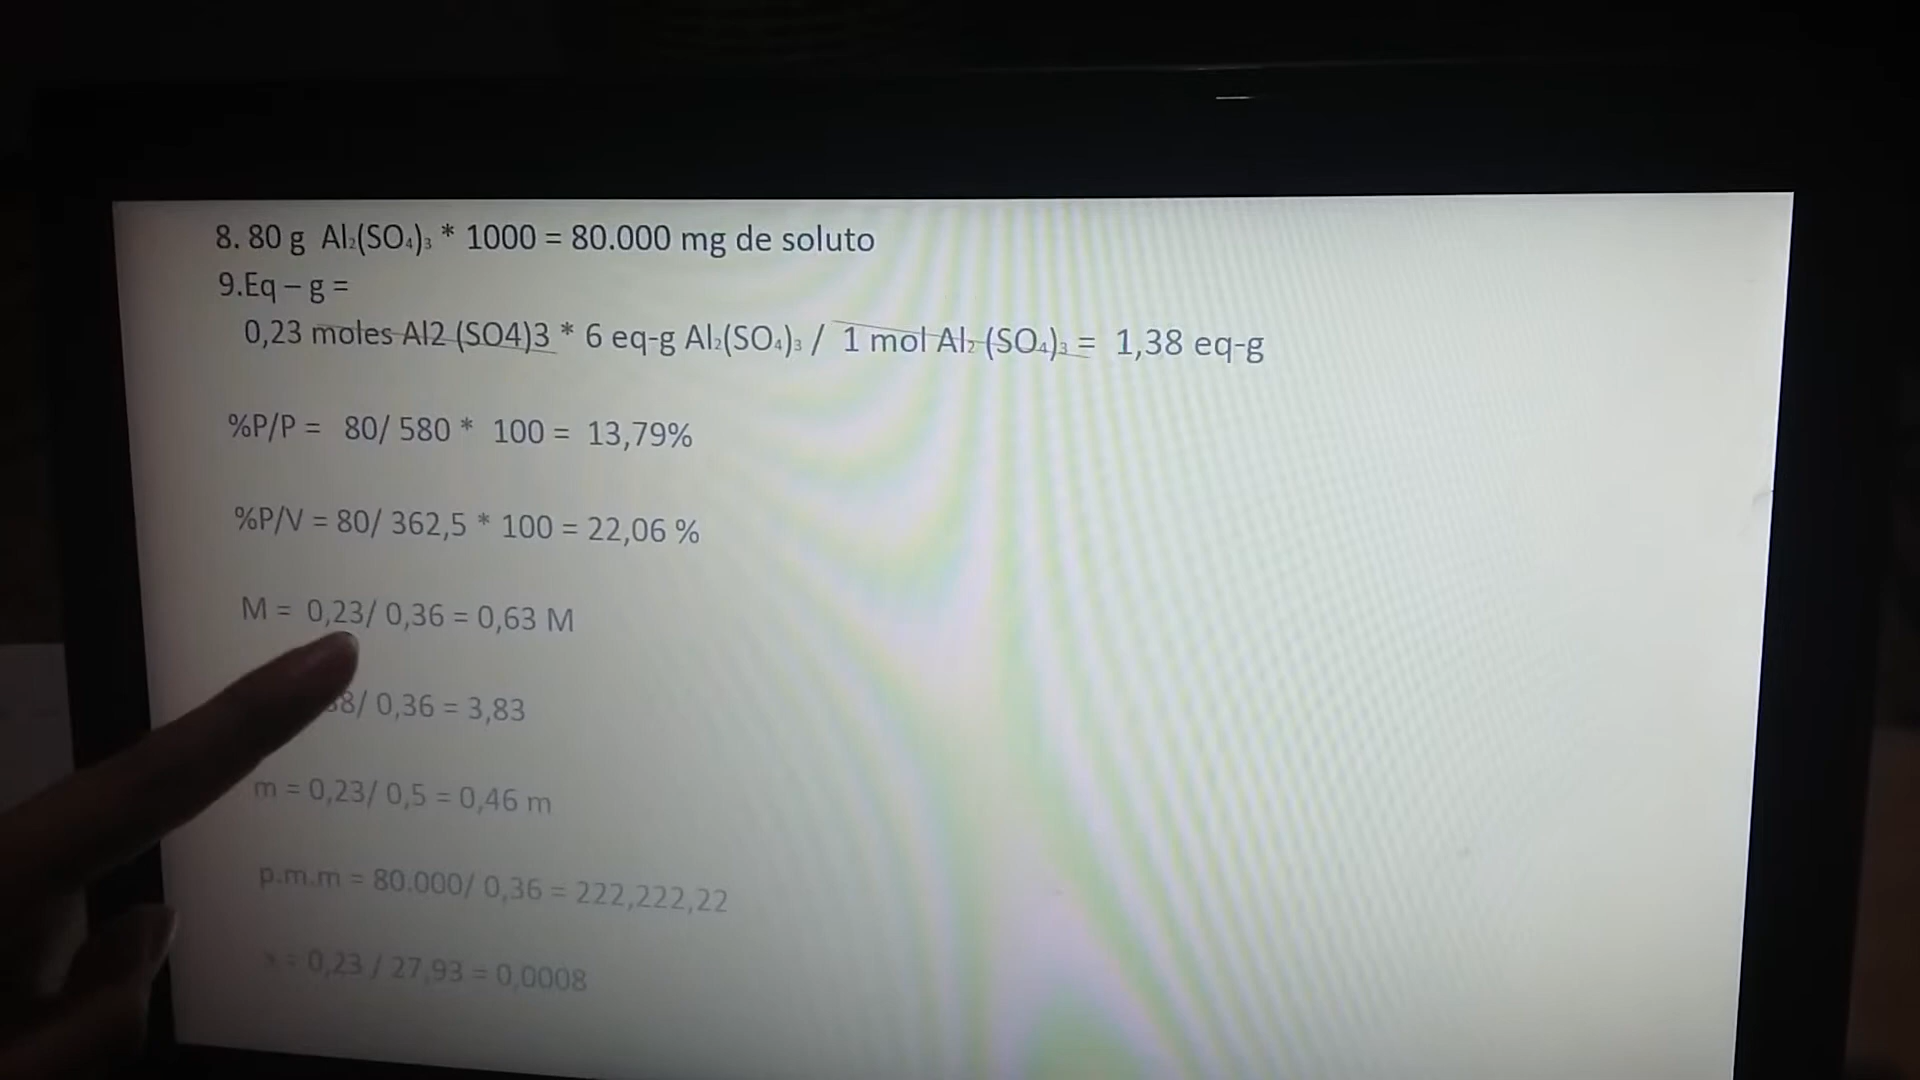 8. 80 g Al₂(SO₄)₃ * 1000 = 80.000 mg de soluto
9.Eq – g =
0,23 moles Al2 (SO4)3 * 6 eq-g Al₂(SO₄)₃ / 1 mol Al₂ (SO₄)₃ = 1,38 eq-g
%P/P = 80/ 580 * 100 = 13,79%
%P/V = 80/ 362,5 * 100 = 22,06 %
M = 0,23/ 0,36 = 0,63 M
8/ 0,36 = 3,83
m = 0,23/ 0,5 = 0,46 m
p.m.m = 80.000/ 0,36 = 222,222,22
= 0,23 / 27,93 = 0,0008